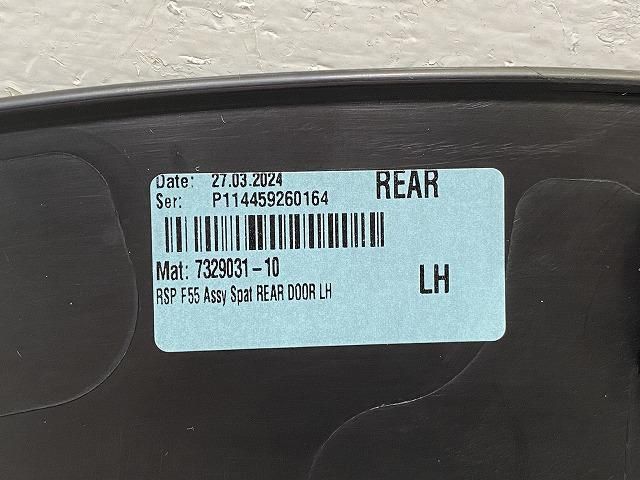 Date: 27.03.2024 REAR
Ser: P114459260164
Mat: 7329031-10
LH
RSP F55 Assy Spat REAR DOOR LH